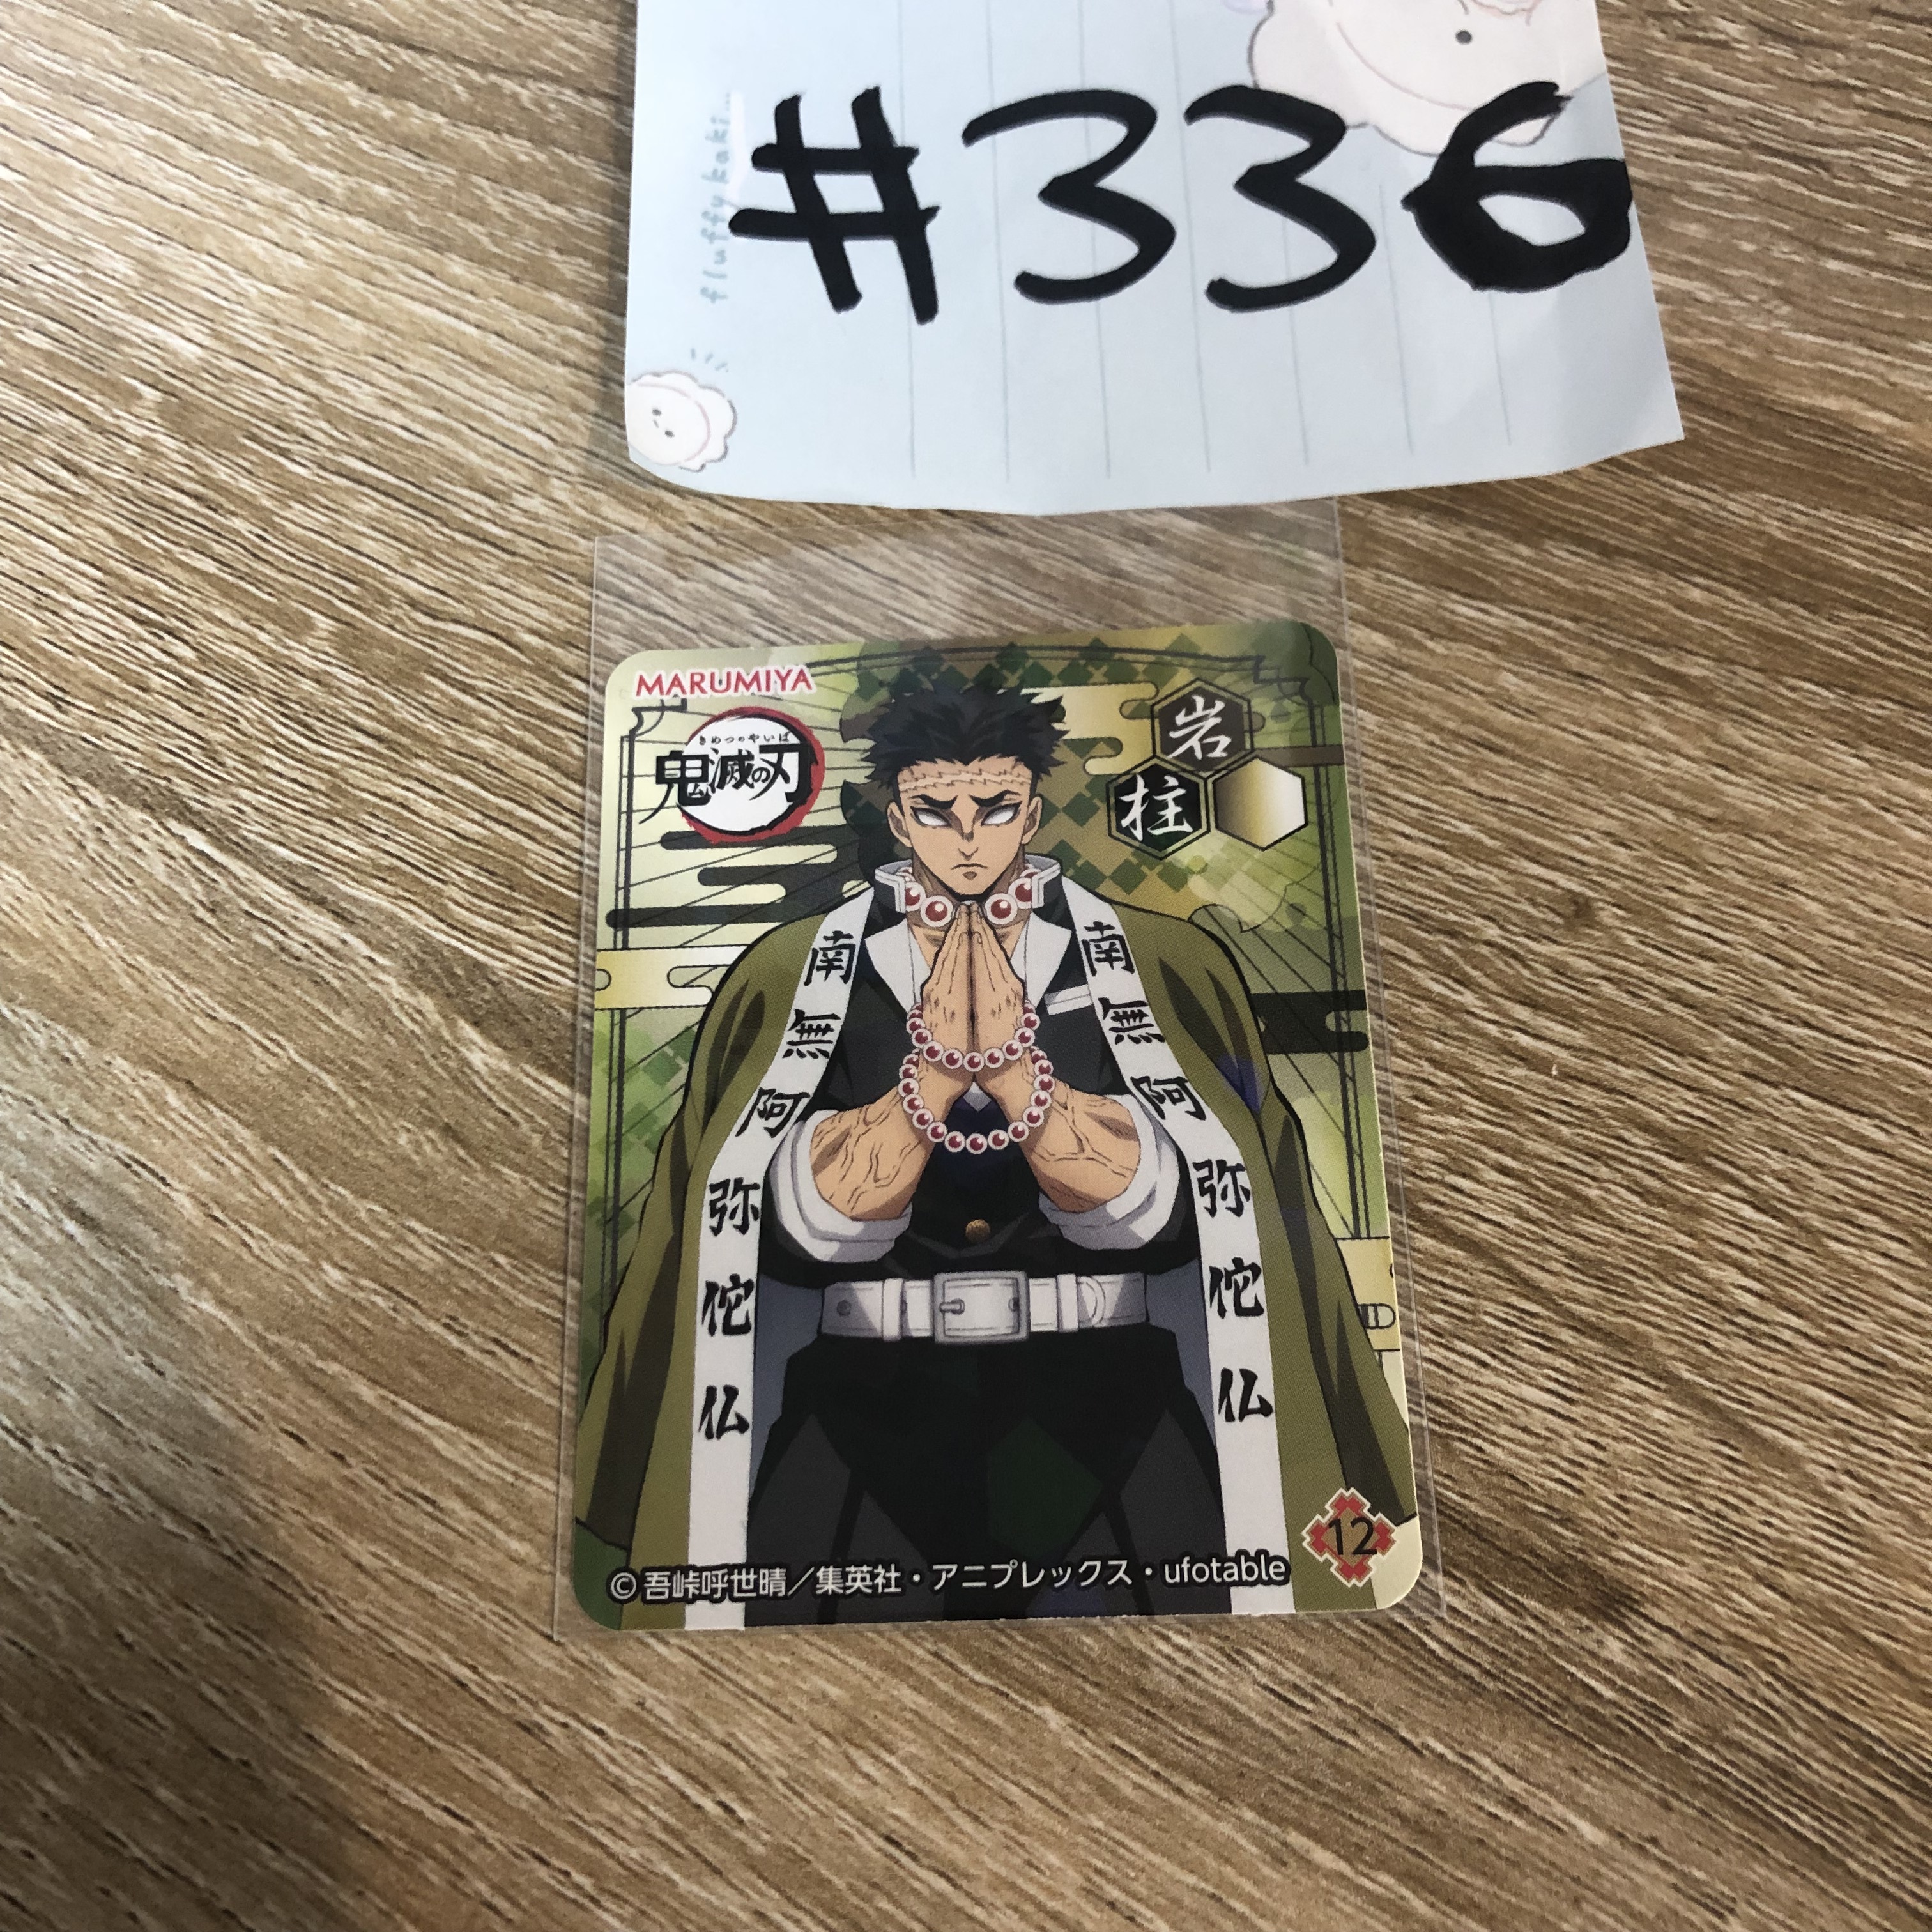 #336
fluffy kaki...
MARUMIYA
きめつのやいば
鬼滅の刃
岩
柱
南無阿弥陀仏
南無阿弥陀仏
12
©吾峠呼世晴／集英社・アニプレックス・ufotable